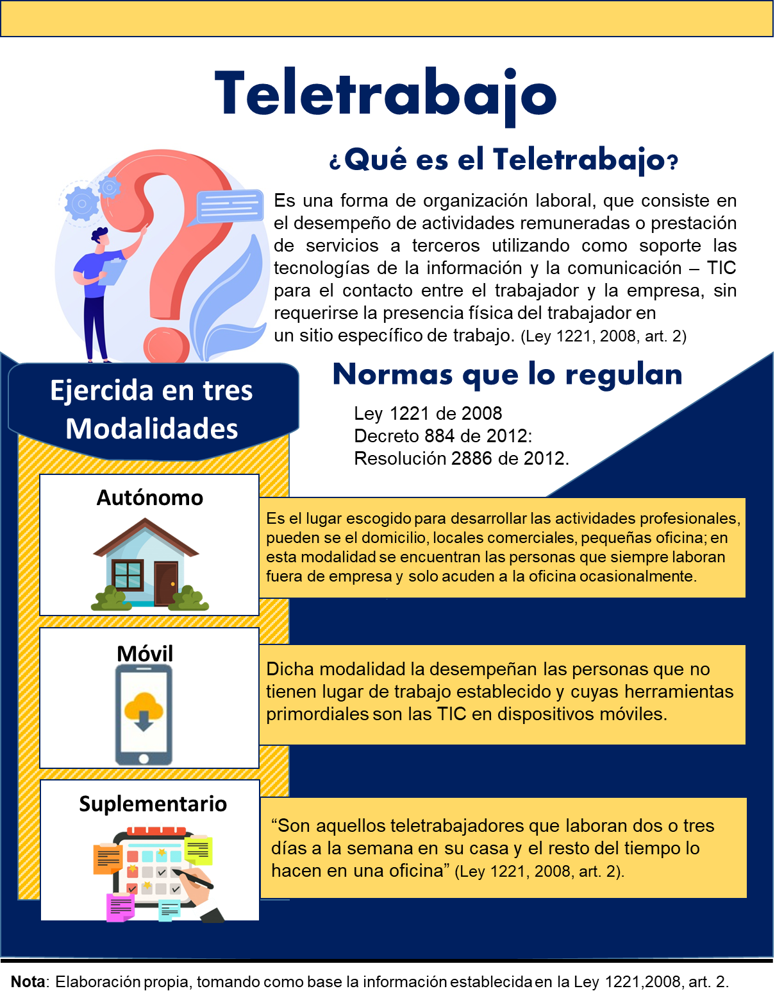 Teletrabajo
¿Qué es el Teletrabajo?
Es una forma de organización laboral, que consiste en
el desempeño de actividades remuneradas o prestación
de servicios a terceros utilizando como soporte las
tecnologías de la información y la comunicación – TIC
para el contacto entre el trabajador y la empresa, sin
requerirse la presencia física del trabajador en
un sitio específico de trabajo. (Ley 1221, 2008, art. 2)
Normas que lo regulan
Ley 1221 de 2008
Decreto 884 de 2012:
Resolución 2886 de 2012.
Ejercida en tres
Modalidades
Autónomo
Es el lugar escogido para desarrollar las actividades profesionales,
pueden se el domicilio, locales comerciales, pequeñas oficina; en
esta modalidad se encuentran las personas que siempre laboran
fuera de empresa y solo acuden a la oficina ocasionalmente.
Móvil
Dicha modalidad la desempeñan las personas que no
tienen lugar de trabajo establecido y cuyas herramientas
primordiales son las TIC en dispositivos móviles.
Suplementario
“Son aquellos teletrabajadores que laboran dos o tres
días a la semana en su casa y el resto del tiempo lo
hacen en una oficina” (Ley 1221, 2008, art. 2).
Nota: Elaboración propia, tomando como base la información establecida en la Ley 1221,2008, art. 2.